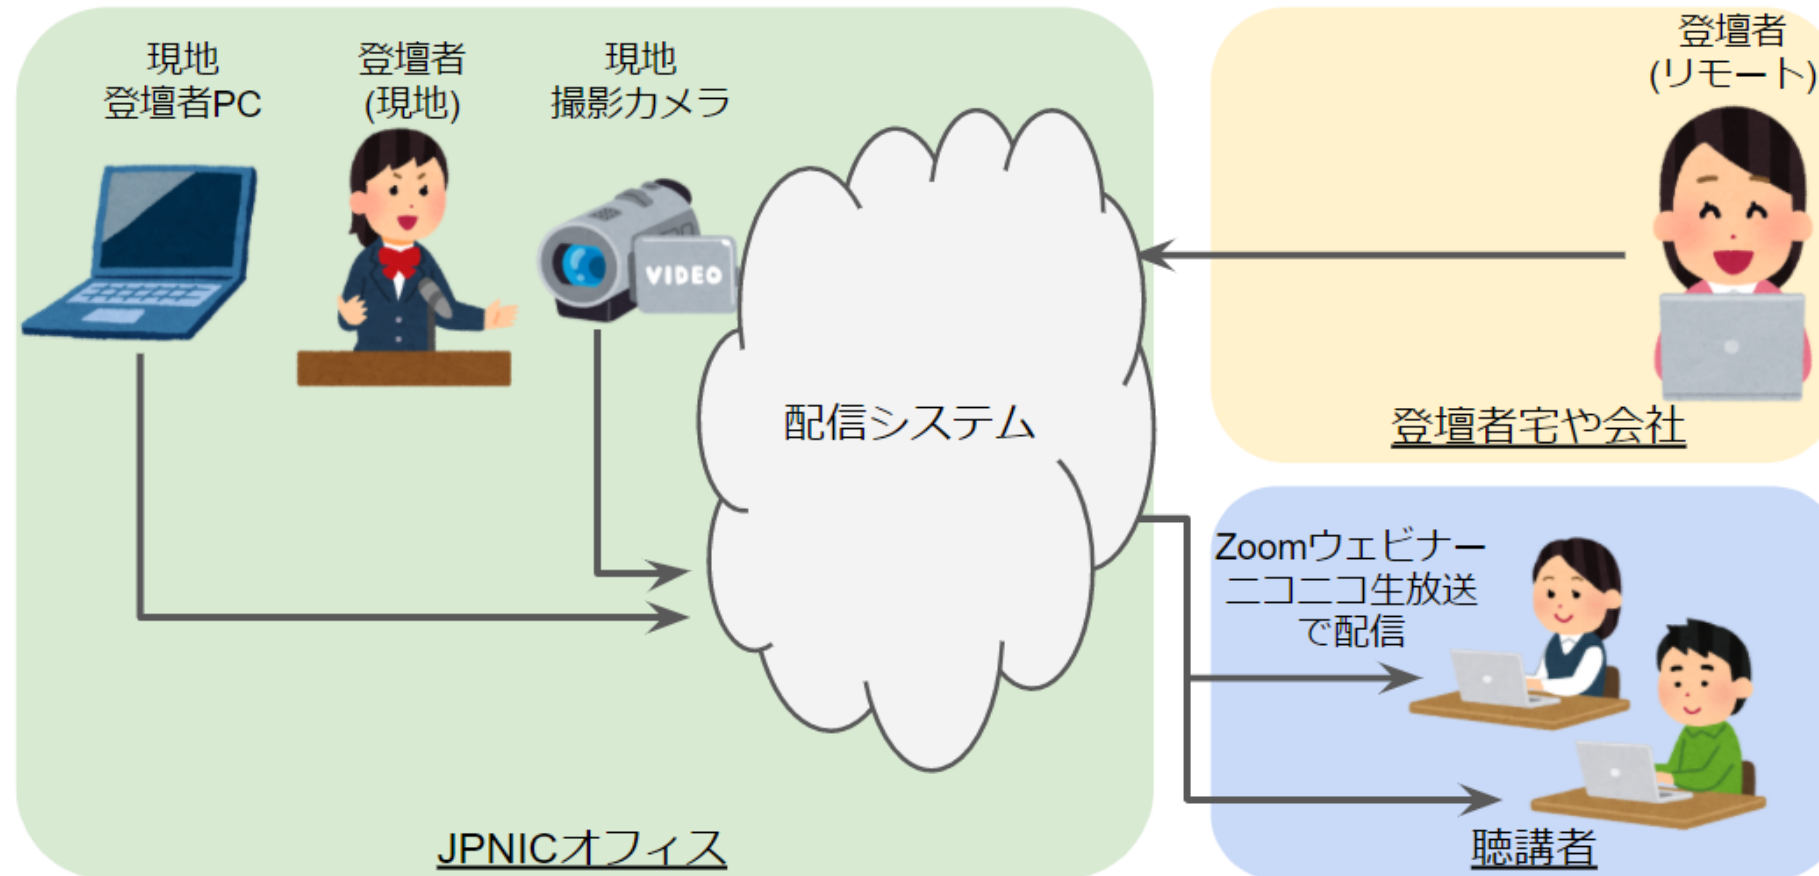 現地
登壇者PC
登壇者
(現地)
現地
撮影カメラ
VIDEO
配信システム
JPNICオフィス
登壇者
(リモート)
登壇者宅や会社
Zoomウェビナー
ニコニコ生放送
で配信
聴講者